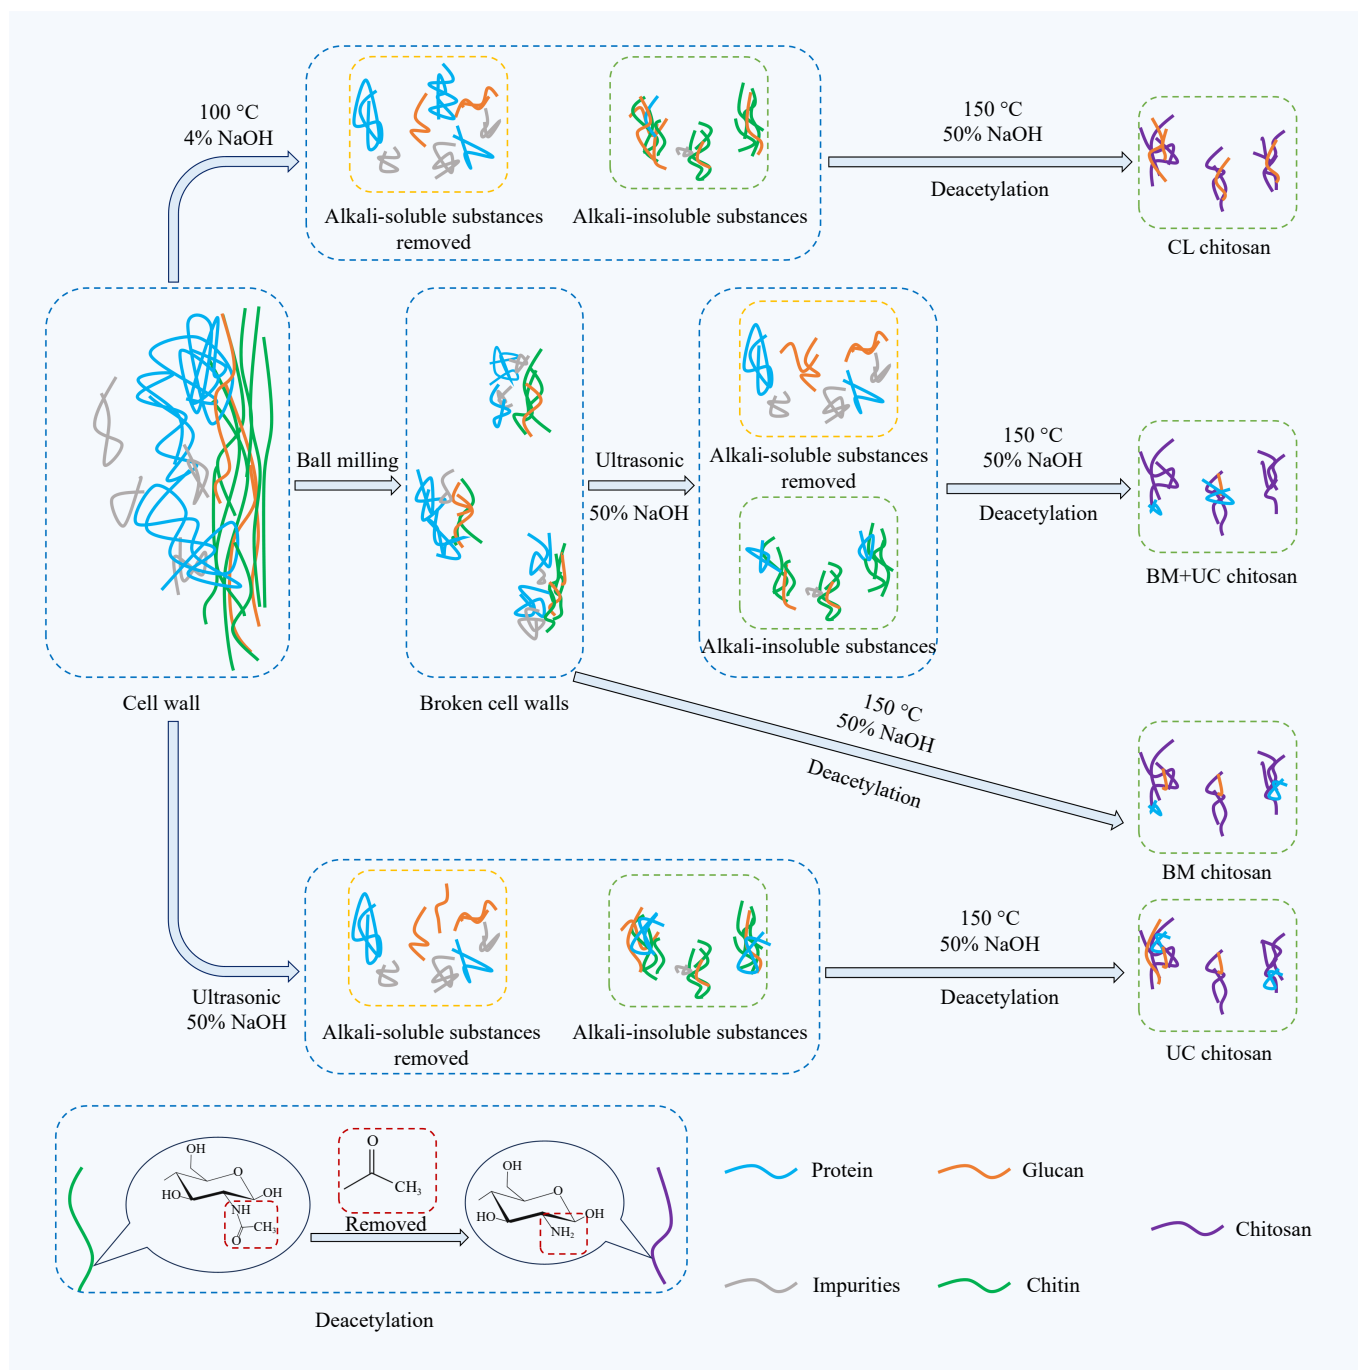 100 °C
4% NaOH
Alkali-soluble substances
removed
Alkali-insoluble substances
150 °C
50% NaOH
Deacetylation
CL chitosan
Cell wall
Ball milling
Broken cell walls
Ultrasonic
50% NaOH
Alkali-soluble substances
removed
Alkali-insoluble substances
150 °C
50% NaOH
Deacetylation
BM+UC chitosan
150 °C
50% NaOH
Deacetylation
BM chitosan
Ultrasonic
50% NaOH
Alkali-soluble substances
removed
Alkali-insoluble substances
150 °C
50% NaOH
Deacetylation
UC chitosan
OH
O
HO
OH
NH
CH3
O
O
CH3
Removed
OH
O
HO
OH
NH2
Deacetylation
Protein
Glucan
Chitosan
Impurities
Chitin